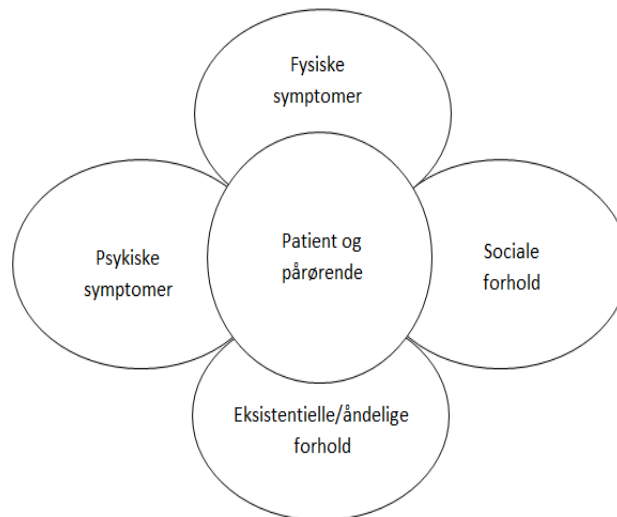 Fysiske
symptomer
Psykiske
symptomer
Patient og
pårørende
Sociale
forhold
Eksistentielle/åndelige
forhold